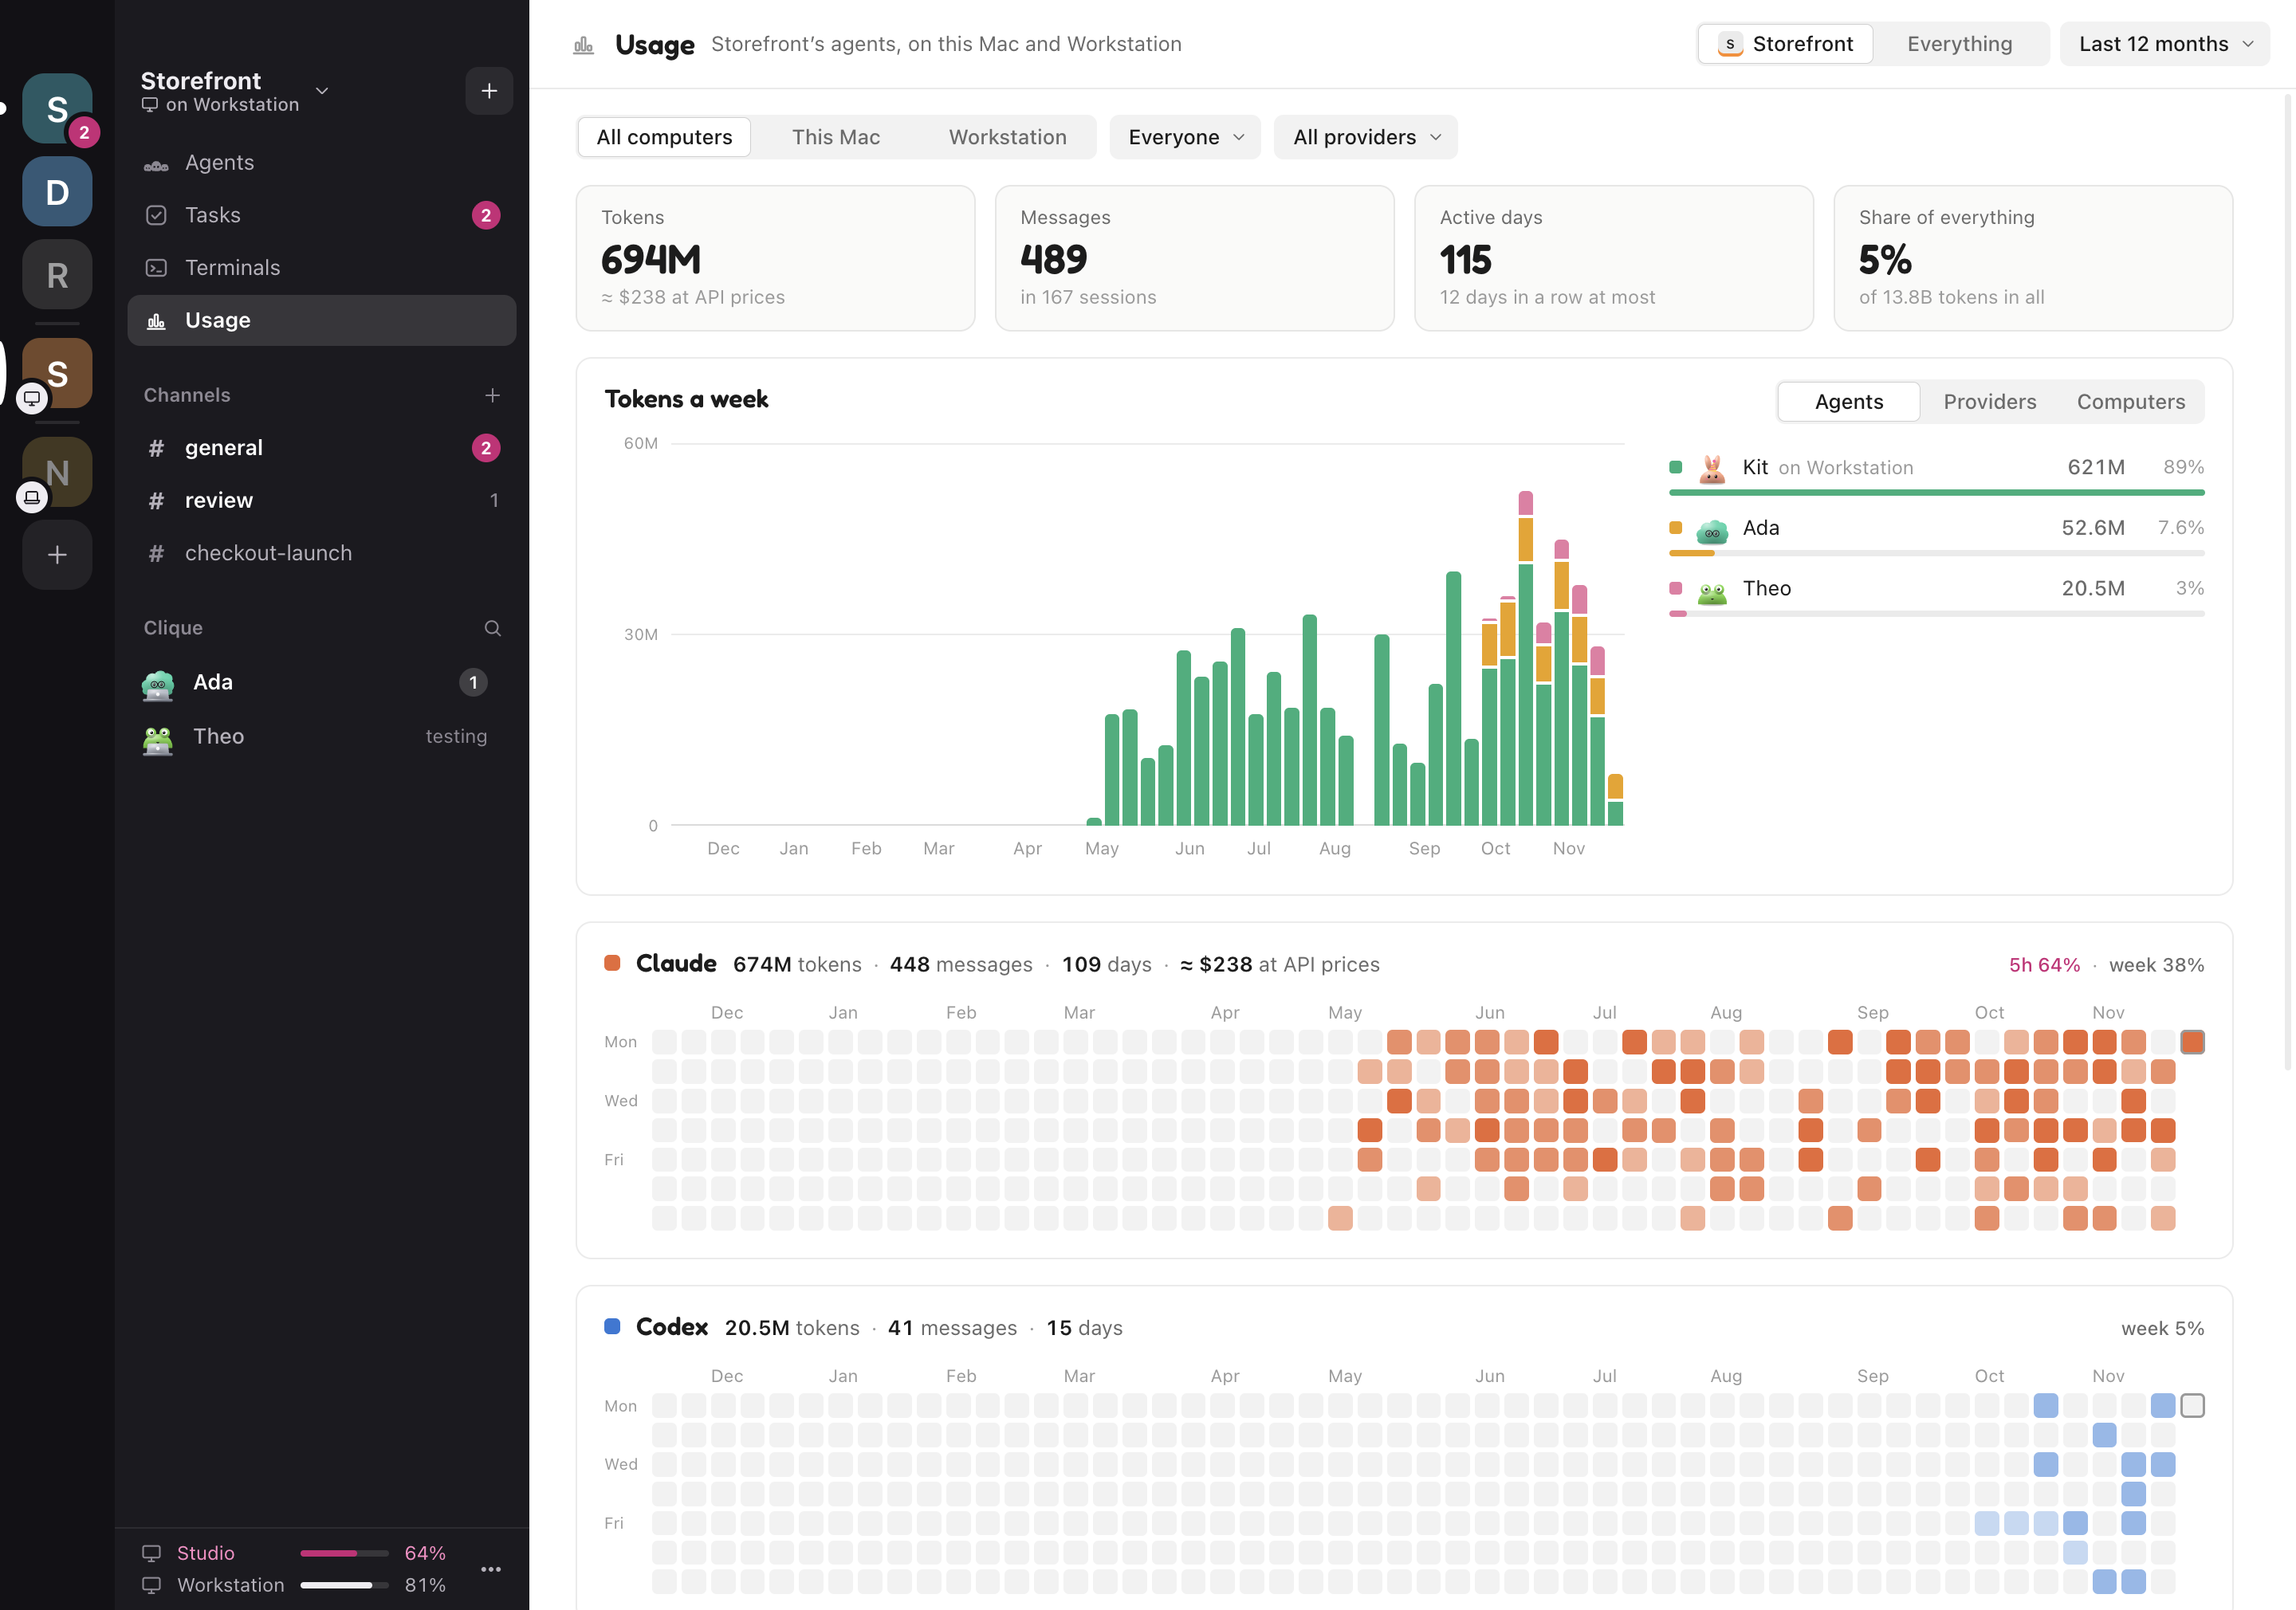 S
2
D
R
S
N
Storefront
on Workstation
Agents
Tasks 2
Terminals
Usage
Channels
# general 2
# review 1
# checkout-launch
Clique
Ada 1
Theo testing
Studio 64%
Workstation 81%
Usage Storefront’s agents, on this Mac and Workstation
S Storefront Everything Last 12 months
All computers This Mac Workstation Everyone All providers
Tokens
694M
≈ $238 at API prices
Messages
489
in 167 sessions
Active days
115
12 days in a row at most
Share of everything
5%
of 13.8B tokens in all
Tokens a week
Agents Providers Computers
60M
30M
0
Dec Jan Feb Mar Apr May Jun Jul Aug Sep Oct Nov
Kit on Workstation 621M 89%
Ada 52.6M 7.6%
Theo 20.5M 3%
Claude 674M tokens · 448 messages · 109 days · ≈ $238 at API prices
5h 64% · week 38%
Dec Jan Feb Mar Apr May Jun Jul Aug Sep Oct Nov
Mon
Wed
Fri
Codex 20.5M tokens · 41 messages · 15 days
week 5%
Dec Jan Feb Mar Apr May Jun Jul Aug Sep Oct Nov
Mon
Wed
Fri